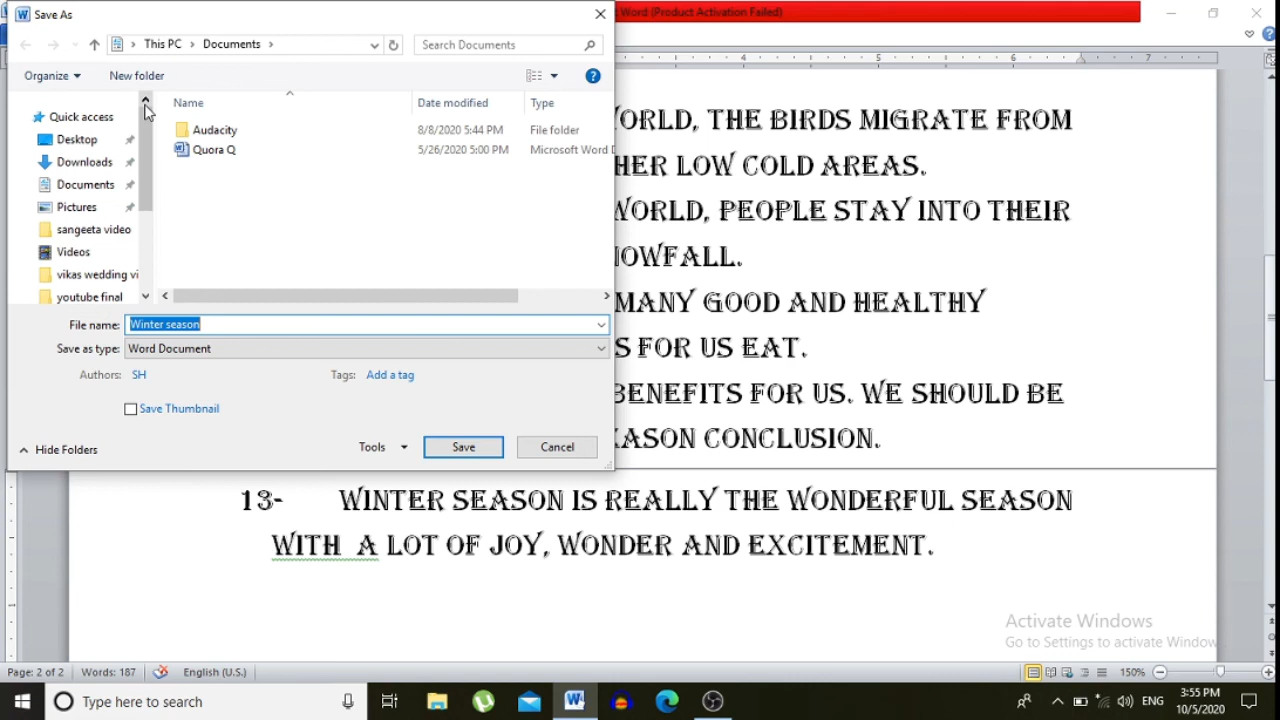 Save As
Word (Product Activation Failed)
This PC > Documents >
Search Documents
Organize
New folder
Name
Date modified
Type
Quick access
Desktop
Downloads
Documents
Pictures
sangeeta video
Videos
vikas wedding vi
youtube final
Audacity 8/8/2020 5:44 PM File folder
Quora Q 5/26/2020 5:00 PM Microsoft Word D
File name: Winter season
Save as type: Word Document
Authors: SH
Tags: Add a tag
Save Thumbnail
Hide Folders
Tools
Save
Cancel
3 4 5 6 7
ORLD, THE BIRDS MIGRATE FROM
HER LOW COLD AREAS.
WORLD, PEOPLE STAY INTO THEIR
NOWFALL.
MANY GOOD AND HEALTHY
S FOR US EAT.
BENEFITS FOR US. WE SHOULD BE
EASON CONCLUSION.
13- WINTER SEASON IS REALLY THE WONDERFUL SEASON
WITH A LOT OF JOY, WONDER AND EXCITEMENT.
Activate Windows
Go to Settings to activate Window
Page: 2 of 2
Words: 187
English (U.S.)
150%
Type here to search
ENG
3:55 PM
10/5/2020